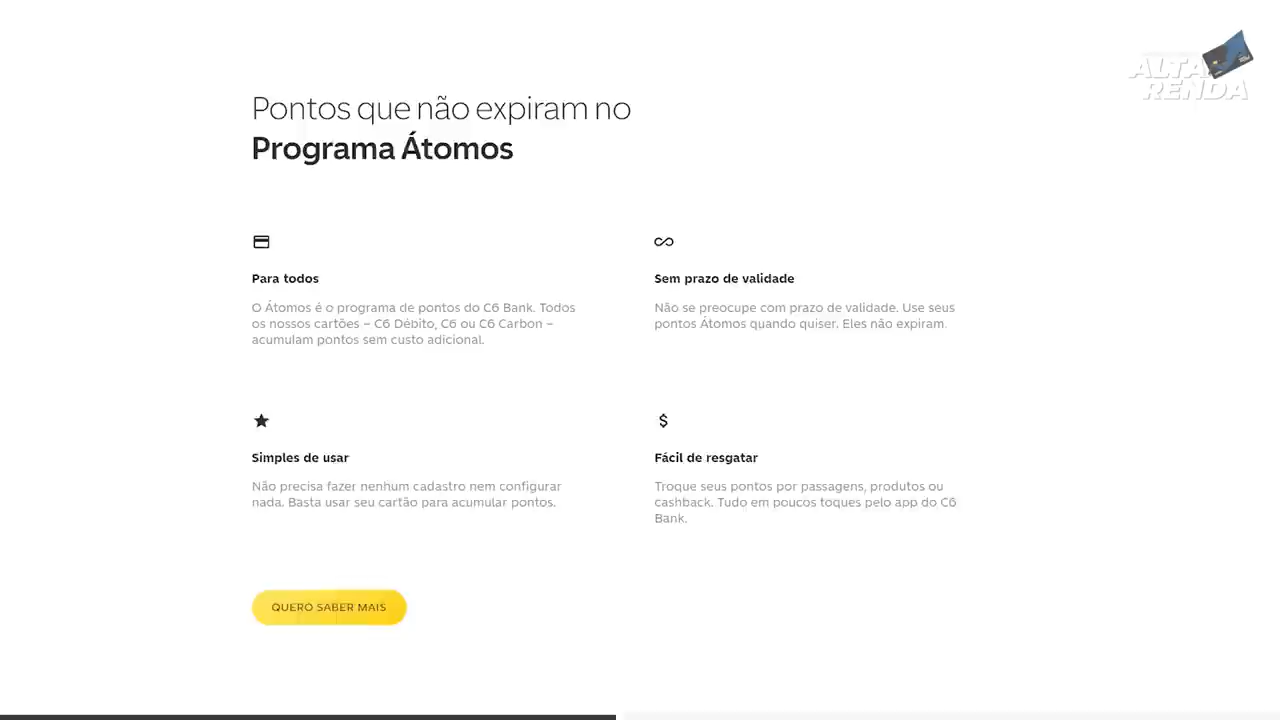 ALTA
RENDA
Pontos que não expiram no
Programa Átomos
Para todos
O Átomos é o programa de pontos do C6 Bank. Todos
os nossos cartões – C6 Débito, C6 ou C6 Carbon –
acumulam pontos sem custo adicional.
Sem prazo de validade
Não se preocupe com prazo de validade. Use seus
pontos Átomos quando quiser. Eles não expiram.
Simples de usar
Não precisa fazer nenhum cadastro nem configurar
nada. Basta usar seu cartão para acumular pontos.
Fácil de resgatar
Troque seus pontos por passagens, produtos ou
cashback. Tudo em poucos toques pelo app do C6
Bank.
QUERO SABER MAIS